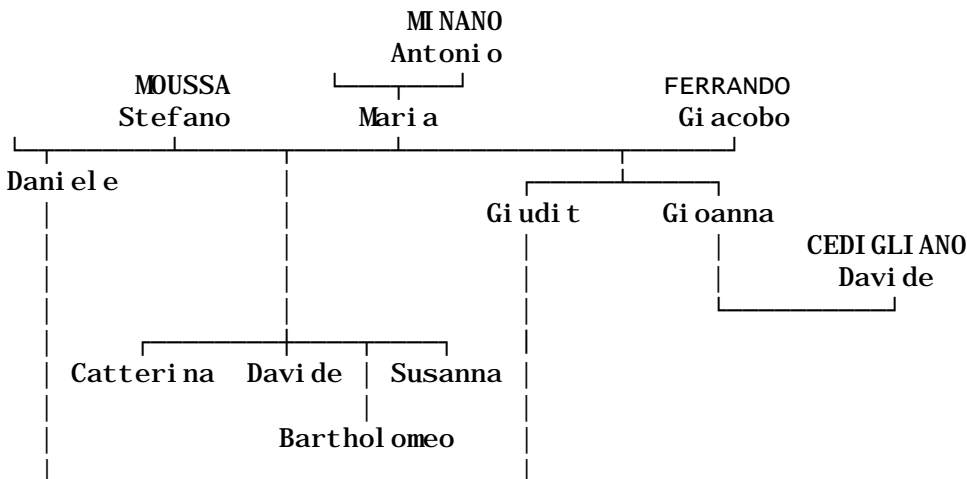 MINANO
Antonio
MOUSSA FERRANDO
Stefano Maria Giacobo
Daniele
Giudit Gioanna
CEDIGLIANO
Davide
Catterina Davide Susanna
Bartholomeo